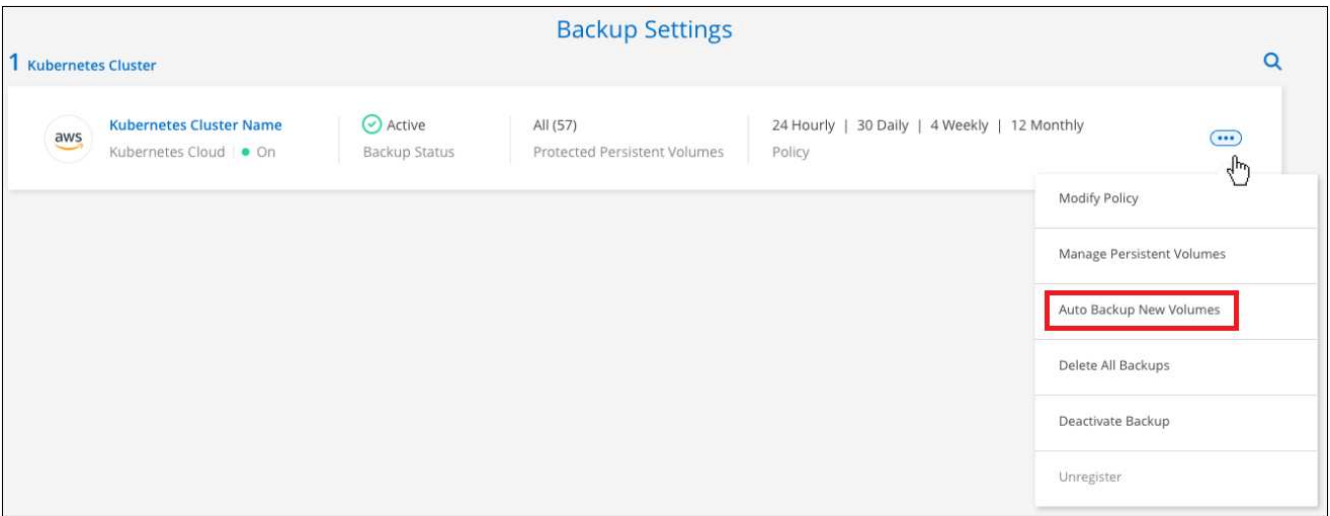 Backup Settings
1 Kubernetes Cluster
aws
Kubernetes Cluster Name
Kubernetes Cloud
On
Active
Backup Status
All (57)
Protected Persistent Volumes
24 Hourly | 30 Daily | 4 Weekly | 12 Monthly
Policy
Modify Policy
Manage Persistent Volumes
Auto Backup New Volumes
Delete All Backups
Deactivate Backup
Unregister